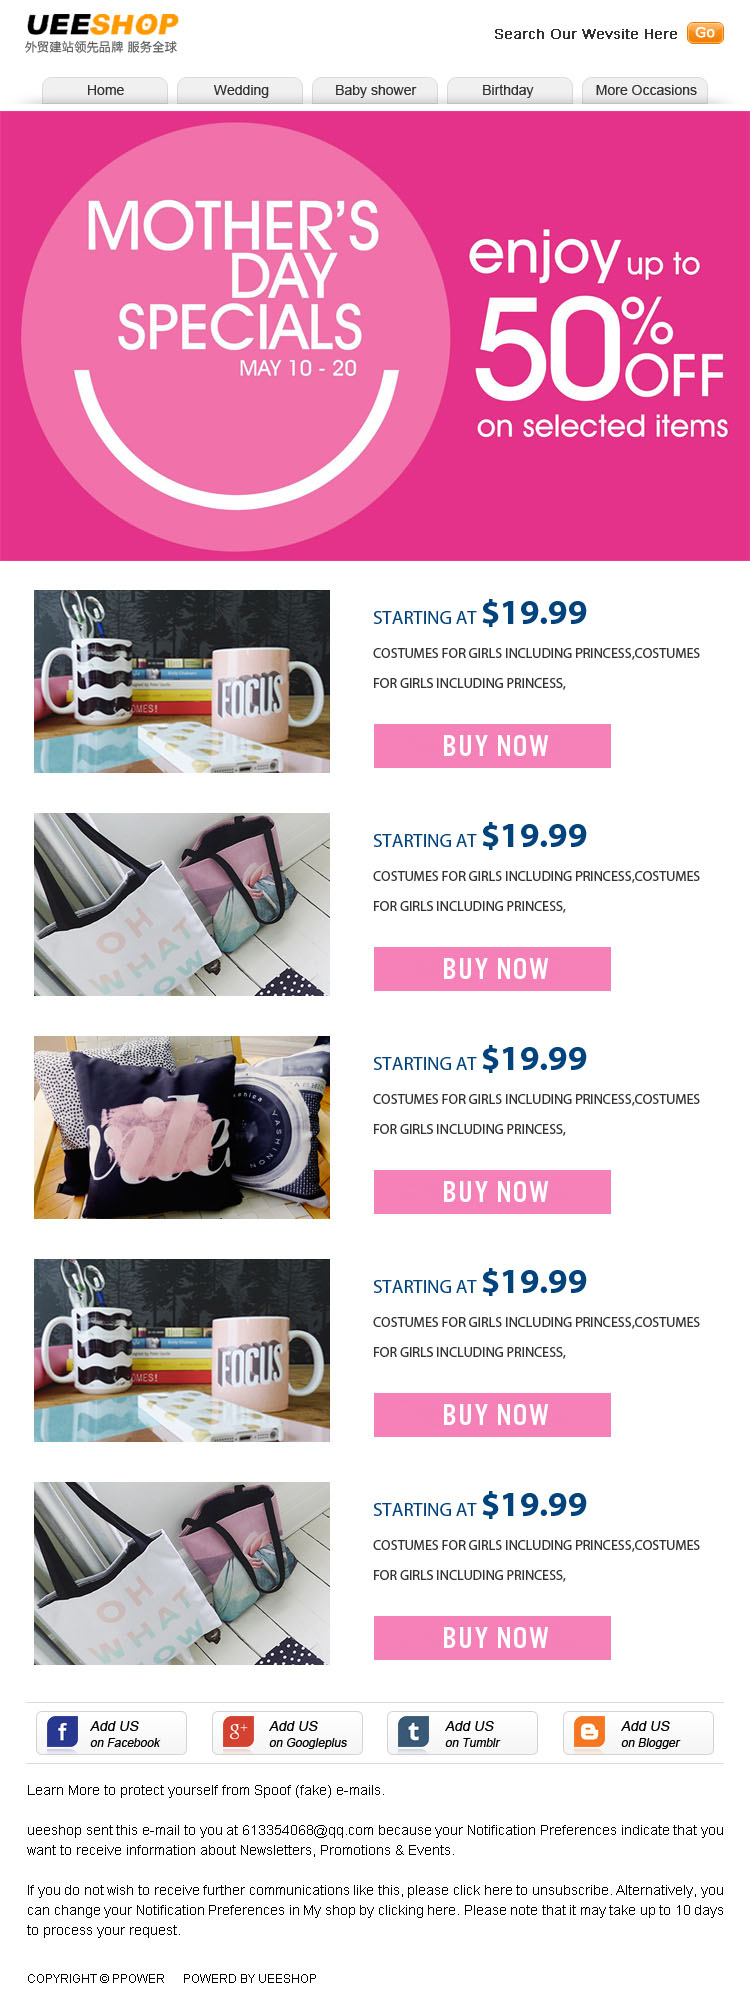 UEESHOP
外贸建站领先品牌 服务全球
Search Our Wevsite Here Go
Home Wedding Baby shower Birthday More Occasions
MOTHER'S
DAY
SPECIALS
MAY 10 - 20
enjoy up to
50% OFF
on selected items
FOCUS
STARTING AT $19.99
COSTUMES FOR GIRLS INCLUDING PRINCESS,COSTUMES
FOR GIRLS INCLUDING PRINCESS,
BUY NOW
OH
WHAT
STARTING AT $19.99
COSTUMES FOR GIRLS INCLUDING PRINCESS,COSTUMES
FOR GIRLS INCLUDING PRINCESS,
BUY NOW
YASHINON
STARTING AT $19.99
COSTUMES FOR GIRLS INCLUDING PRINCESS,COSTUMES
FOR GIRLS INCLUDING PRINCESS,
BUY NOW
FOCUS
STARTING AT $19.99
COSTUMES FOR GIRLS INCLUDING PRINCESS,COSTUMES
FOR GIRLS INCLUDING PRINCESS,
BUY NOW
OH
WHAT
STARTING AT $19.99
COSTUMES FOR GIRLS INCLUDING PRINCESS,COSTUMES
FOR GIRLS INCLUDING PRINCESS,
BUY NOW
f Add US
on Facebook
g+ Add US
on Googleplus
t Add US
on Tumblr
B Add US
on Blogger
Learn More to protect yourself from Spoof (fake) e-mails.
ueeshop sent this e-mail to you at 613354068@qq.com because your Notification Preferences indicate that you
want to receive information about Newsletters, Promotions & Events.
If you do not wish to receive further communications like this, please click here to unsubscribe. Alternatively, you
can change your Notification Preferences in My shop by clicking here. Please note that it may take up to 10 days
to process your request.
COPYRIGHT © PPOWER POWERD BY UEESHOP